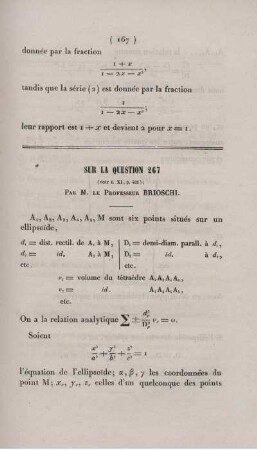 ( 167 )
donnée par la fraction
1 + x
1 — 2x — x²,
tandis que la série (2) est donnée par la fraction
1
1 — 2x — x²;
leur rapport est 1 + x et devient 2 pour x = 1.
SUR LA QUESTION 267
(voir t. XI, p. );
PAR M. LE PROFESSEUR BRIOSCHI.
A₁, A₂, A₃, A₄, A₅, M sont six points situés sur un
ellipsoïde,
d₁ = dist. rectil. de A₁ à M, D₁ = demi-diam. parall. à d₁,
d₂ = id. A₂ à M, D₂ = id. à d₂,
etc. etc.
v₁ = volume du tétraèdre A₂A₃A₄A₅,
v₂ = id. A₁A₃A₄A₅,
etc.
On a la relation analytique ∑ ± d₁²/D₁² v₁ = 0.
Soient
x²/a² + y²/b² + z²/c² = 1
l'équation de l'ellipsoïde; α, β, γ les coordonnées du
point M; xᵣ, yᵣ, zᵣ celles d'un quelconque des points